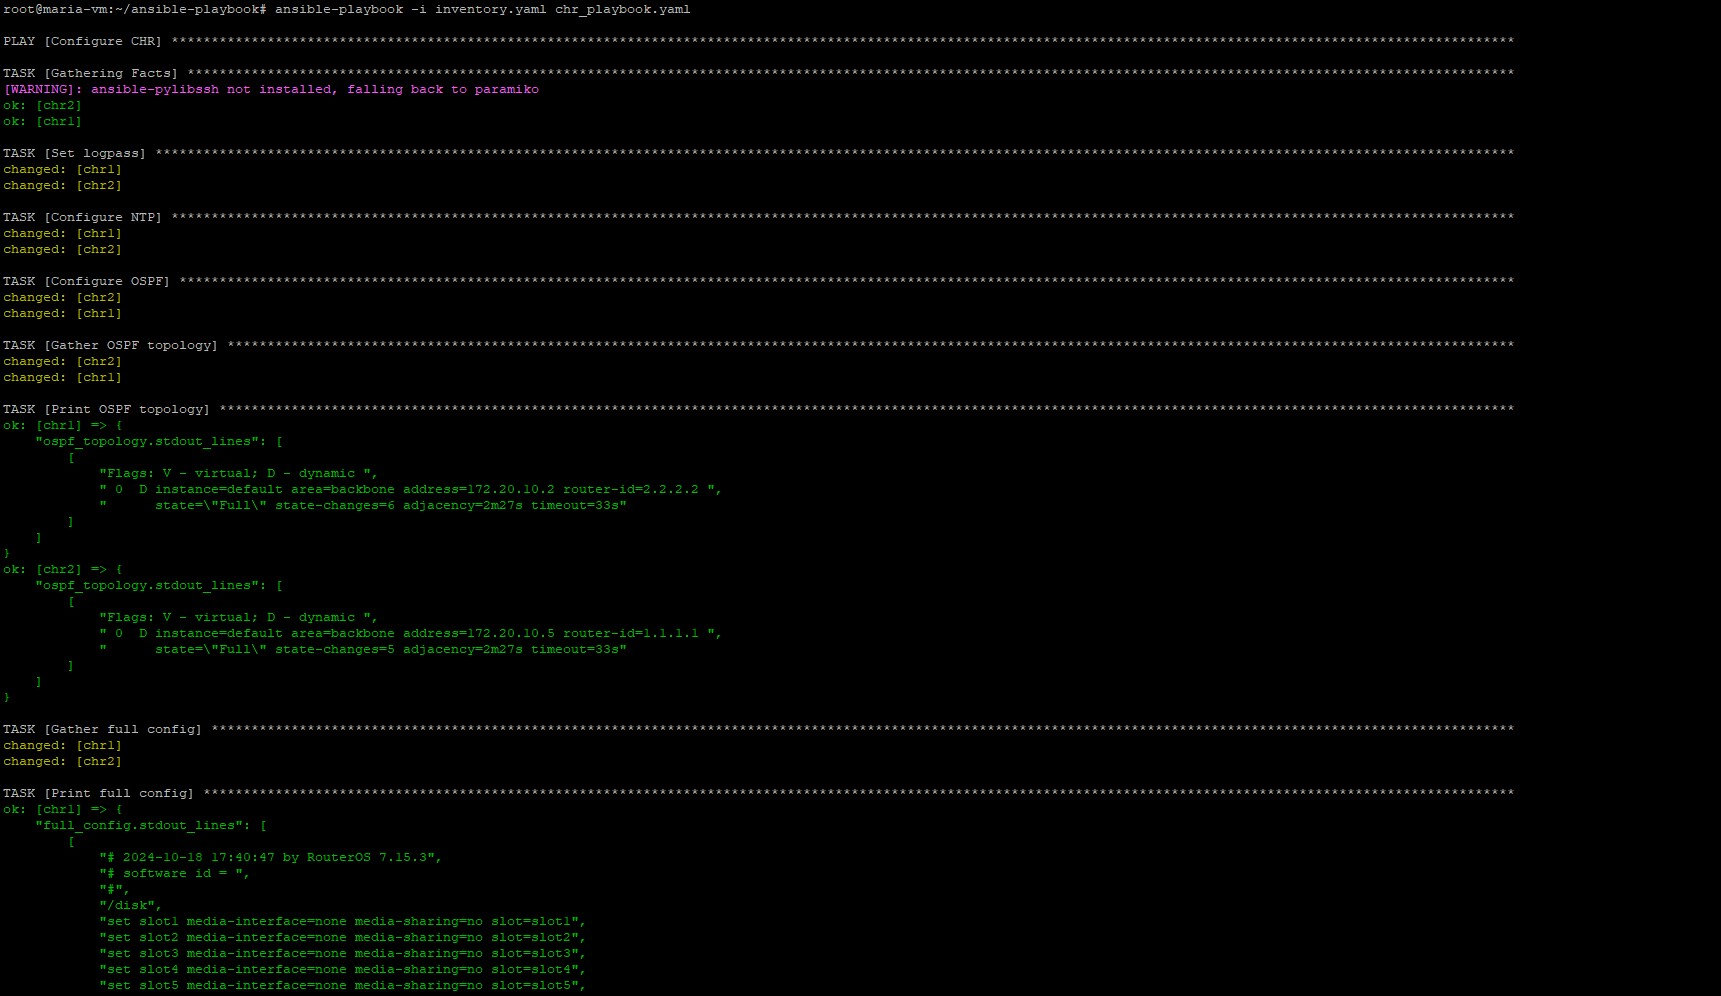 root@maria-vm:~/ansible-playbook# ansible-playbook -i inventory.yaml chr_playbook.yaml
PLAY [Configure CHR] ***************************************************************************************************************************************************************************
TASK [Gathering Facts] *************************************************************************************************************************************************************************
[WARNING]: ansible-pylibssh not installed, falling back to paramiko
ok: [chr2]
ok: [chr1]
TASK [Set logpass] *****************************************************************************************************************************************************************************
changed: [chr1]
changed: [chr2]
TASK [Configure NTP] ***************************************************************************************************************************************************************************
changed: [chr1]
changed: [chr2]
TASK [Configure OSPF] **************************************************************************************************************************************************************************
changed: [chr2]
changed: [chr1]
TASK [Gather OSPF topology] ********************************************************************************************************************************************************************
changed: [chr2]
changed: [chr1]
TASK [Print OSPF topology] *********************************************************************************************************************************************************************
ok: [chr1] => {
    "ospf_topology.stdout_lines": [
        [
            "Flags: V - virtual; D - dynamic ",
            " 0  D instance=default area=backbone address=172.20.10.2 router-id=2.2.2.2 ",
            "      state=\"Full\" state-changes=6 adjacency=2m27s timeout=33s"
        ]
    ]
}
ok: [chr2] => {
    "ospf_topology.stdout_lines": [
        [
            "Flags: V - virtual; D - dynamic ",
            " 0  D instance=default area=backbone address=172.20.10.5 router-id=1.1.1.1 ",
            "      state=\"Full\" state-changes=5 adjacency=2m27s timeout=33s"
        ]
    ]
}
TASK [Gather full config] **********************************************************************************************************************************************************************
changed: [chr1]
changed: [chr2]
TASK [Print full config] ***********************************************************************************************************************************************************************
ok: [chr1] => {
    "full_config.stdout_lines": [
        [
            "# 2024-10-18 17:40:47 by RouterOS 7.15.3",
            "# software id = ",
            "#",
            "/disk",
            "set slot1 media-interface=none media-sharing=no slot=slot1",
            "set slot2 media-interface=none media-sharing=no slot=slot2",
            "set slot3 media-interface=none media-sharing=no slot=slot3",
            "set slot4 media-interface=none media-sharing=no slot=slot4",
            "set slot5 media-interface=none media-sharing=no slot=slot5",